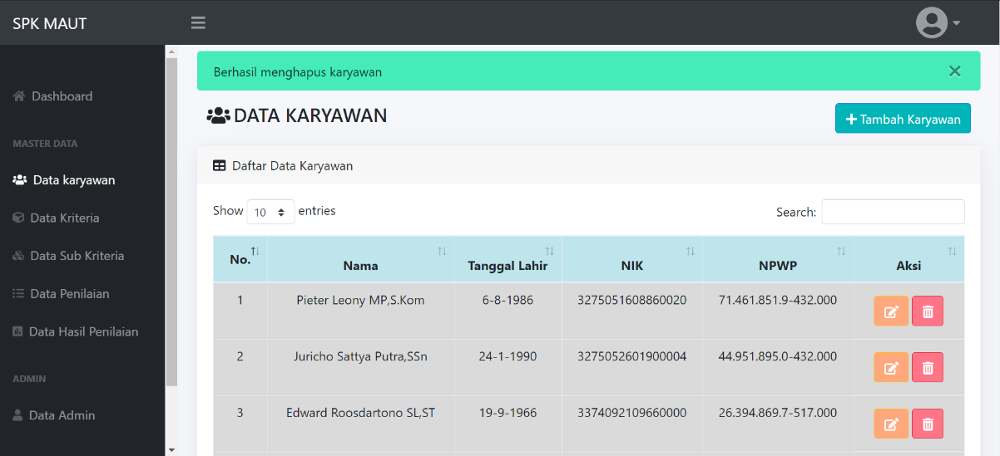 SPK MAUT
Berhasil menghapus karyawan ×
Dashboard
DATA KARYAWAN
Tambah Karyawan
MASTER DATA
Data karyawan
Data Kriteria
Data Sub Kriteria
Data Penilaian
Data Hasil Penilaian
ADMIN
Data Admin
Daftar Data Karyawan
Show 10 entries
Search:
No. Nama Tanggal Lahir NIK NPWP Aksi
1 Pieter Leony MP,S.Kom 6-8-1986 3275051608860020 71.461.851.9-432.000
2 Juricho Sattya Putra,SSn 24-1-1990 3275052601900004 44.951.895.0-432.000
3 Edward Roosdartono SL,ST 19-9-1966 3374092109660000 26.394.869.7-517.000